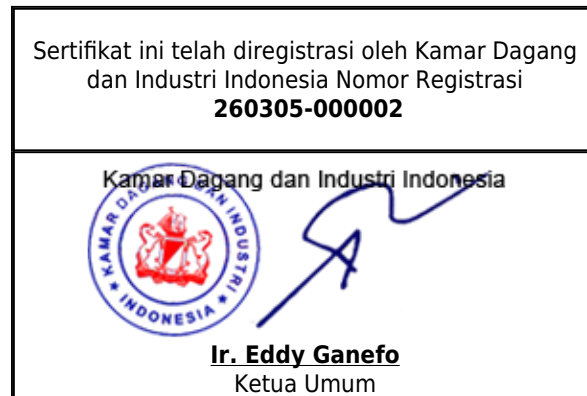 Sertifikat ini telah diregistrasi oleh Kamar Dagang
dan Industri Indonesia Nomor Registrasi
260305-000002
Kamar Dagang dan Industri Indonesia
KAMAR DAGANG DAN INDUSTRI
INDONESIA
Ir. Eddy Ganefo
Ketua Umum